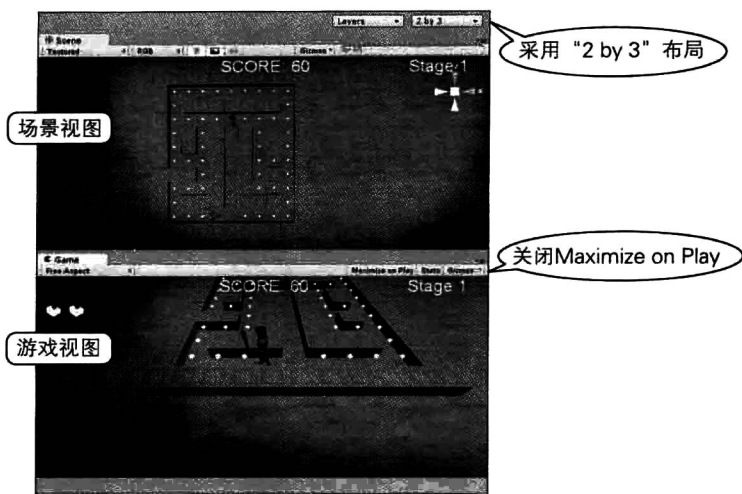 Layers 2 by 3
采用“2 by 3”布局
Scene
Textured RGB Gizmos
SCORE 60 Stage 1
场景视图
Game
关闭Maximize on Play
Free Aspect Maximize on Play Stats Gizmos
SCORE 60 Stage 1
游戏视图